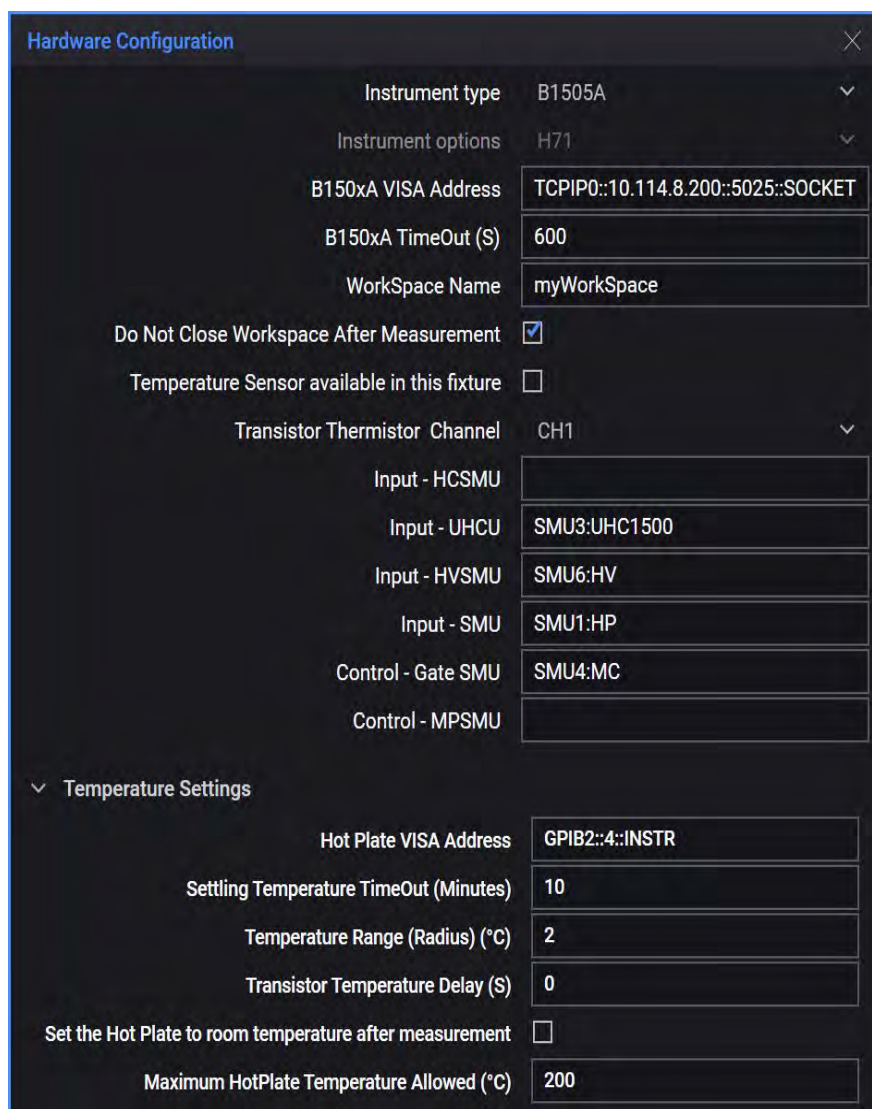 Hardware Configuration
Instrument type B1505A
Instrument options H71
B150xA VISA Address TCPIP0::10.114.8.200::5025::SOCKET
B150xA TimeOut (S) 600
WorkSpace Name myWorkSpace
Do Not Close Workspace After Measurement
Temperature Sensor available in this fixture
Transistor Thermistor Channel CH1
Input - HCSMU
Input - UHCU SMU3:UHC1500
Input - HVSMU SMU6:HV
Input - SMU SMU1:HP
Control - Gate SMU SMU4:MC
Control - MPSMU
Temperature Settings
Hot Plate VISA Address GPIB2::4::INSTR
Settling Temperature TimeOut (Minutes) 10
Temperature Range (Radius) (°C) 2
Transistor Temperature Delay (S) 0
Set the Hot Plate to room temperature after measurement
Maximum HotPlate Temperature Allowed (°C) 200